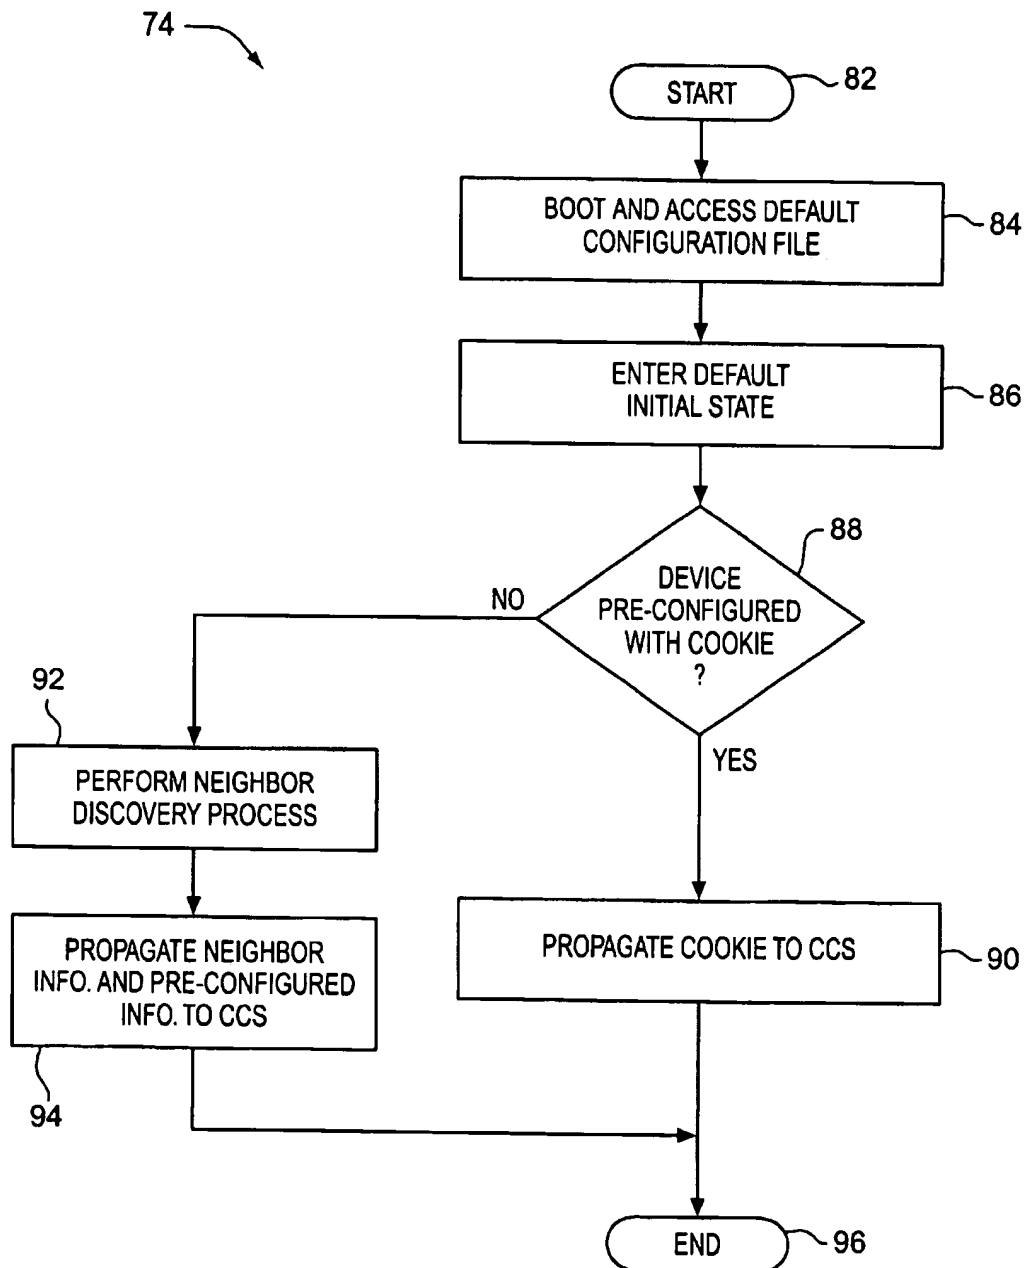 74
START
82
BOOT AND ACCESS DEFAULT
CONFIGURATION FILE
84
ENTER DEFAULT
INITIAL STATE
86
88
DEVICE
PRE-CONFIGURED
WITH COOKIE
?
NO
YES
92
PERFORM NEIGHBOR
DISCOVERY PROCESS
PROPAGATE NEIGHBOR
INFO. AND PRE-CONFIGURED
INFO. TO CCS
94
PROPAGATE COOKIE TO CCS
90
END
96